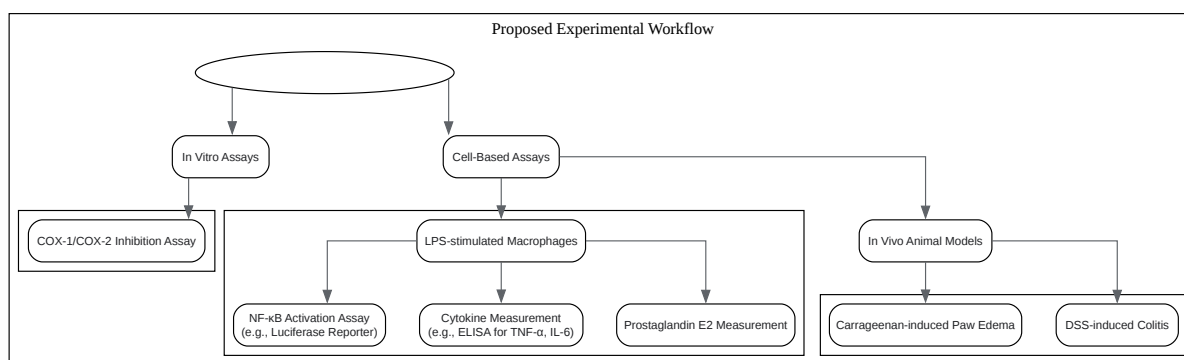 Proposed Experimental Workflow
In Vitro Assays
Cell-Based Assays
COX-1/COX-2 Inhibition Assay
LPS-stimulated Macrophages
In Vivo Animal Models
NF-κB Activation Assay
(e.g., Luciferase Reporter)
Cytokine Measurement
(e.g., ELISA for TNF-α, IL-6)
Prostaglandin E2 Measurement
Carrageenan-induced Paw Edema
DSS-induced Colitis